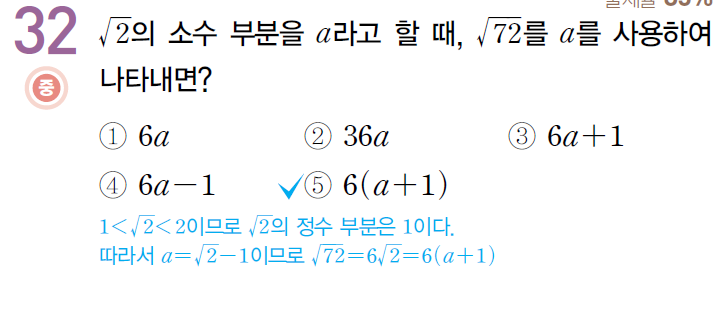 32
√2의 소수 부분을 a라고 할 때, √72를 a를 사용하여
중
나타내면?
① 6a ② 36a ③ 6a+1
④ 6a-1 ✓⑤ 6(a+1)
1<√2<2이므로 √2의 정수 부분은 1이다.
따라서 a=√2-1이므로 √72=6√2=6(a+1)